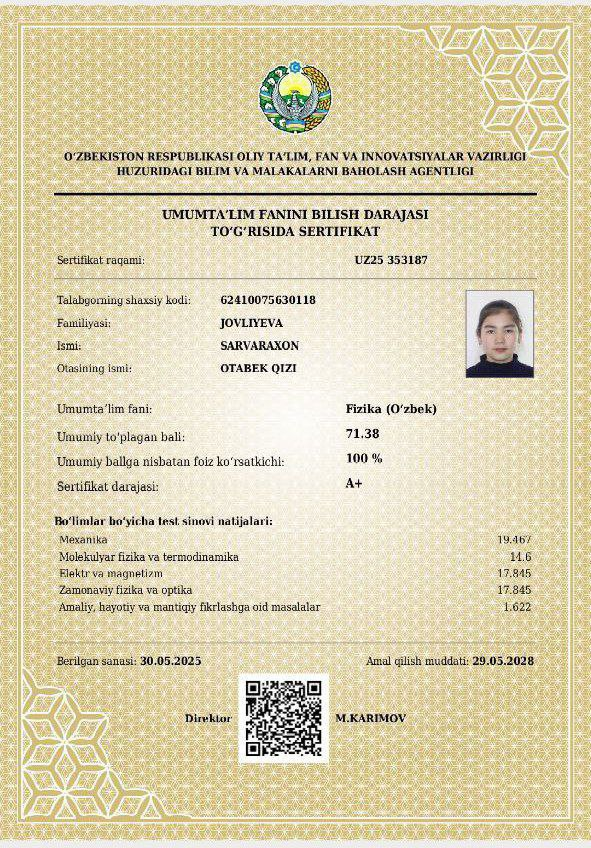 O‘ZBEKISTON RESPUBLIKASI OLIY TA’LIM, FAN VA INNOVATSIYALAR VAZIRLIGI
HUZURIDAGI BILIM VA MALAKALARNI BAHOLASH AGENTLIGI
UMUMTA’LIM FANINI BILISH DARAJASI
TO‘G‘RISIDA SERTIFIKAT
Sertifikat raqami: UZ25 353187
Talabgorning shaxsiy kodi: 62410075630118
Familiyasi: JOVLIYEVA
Ismi: SARVARAXON
Otasining ismi: OTABEK QIZI
Umumta’lim fani: Fizika (O‘zbek)
Umumiy to'plagan bali: 71.38
Umumiy ballga nisbatan foiz ko‘rsatkichi: 100 %
Sertifikat darajasi: A+
Bo‘limlar bo‘yicha test sinovi natijalari:
Mexanika 19.467
Molekulyar fizika va termodinamika 14.6
Elektr va magnetizm 17.845
Zamonaviy fizika va optika 17.845
Amaliy, hayotiy va mantiqiy fikrlashga oid masalalar 1.622
Berilgan sanasi: 30.05.2025 Amal qilish muddati: 29.05.2028
Direktor M.KARIMOV